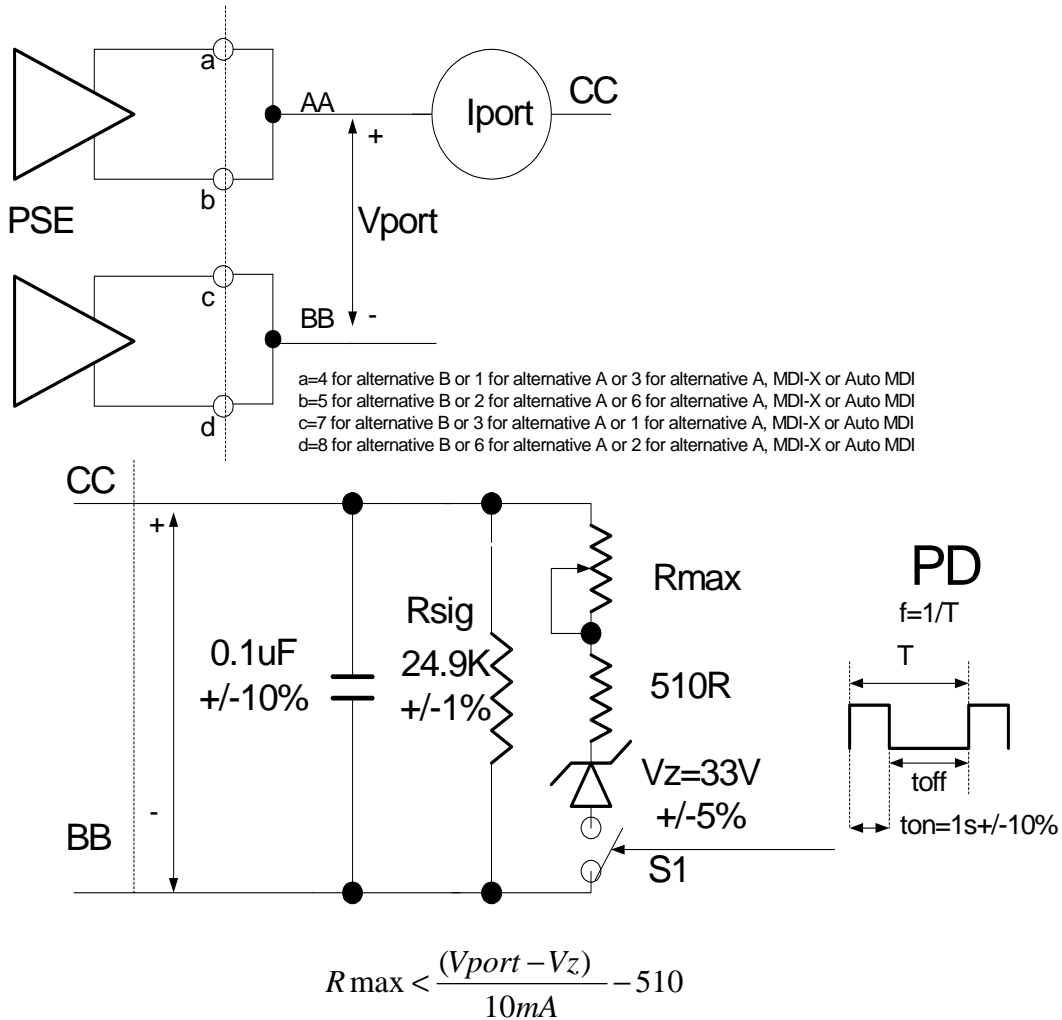 a
AA
Iport
CC
+
b
PSE
Vport
c
BB
-
d
a=4 for alternative B or 1 for alternative A or 3 for alternative A, MDI-X or Auto MDI
b=5 for alternative B or 2 for alternative A or 6 for alternative A, MDI-X or Auto MDI
c=7 for alternative B or 3 for alternative A or 1 for alternative A, MDI-X or Auto MDI
d=8 for alternative B or 6 for alternative A or 2 for alternative A, MDI-X or Auto MDI
CC
+
0.1uF
+/-10%
Rsig
24.9K
+/-1%
Rmax
510R
Vz=33V
+/-5%
S1
-
BB
PD
f=1/T
T
toff
ton=1s+/-10%
R max < (Vport − Vz) / 10mA − 510